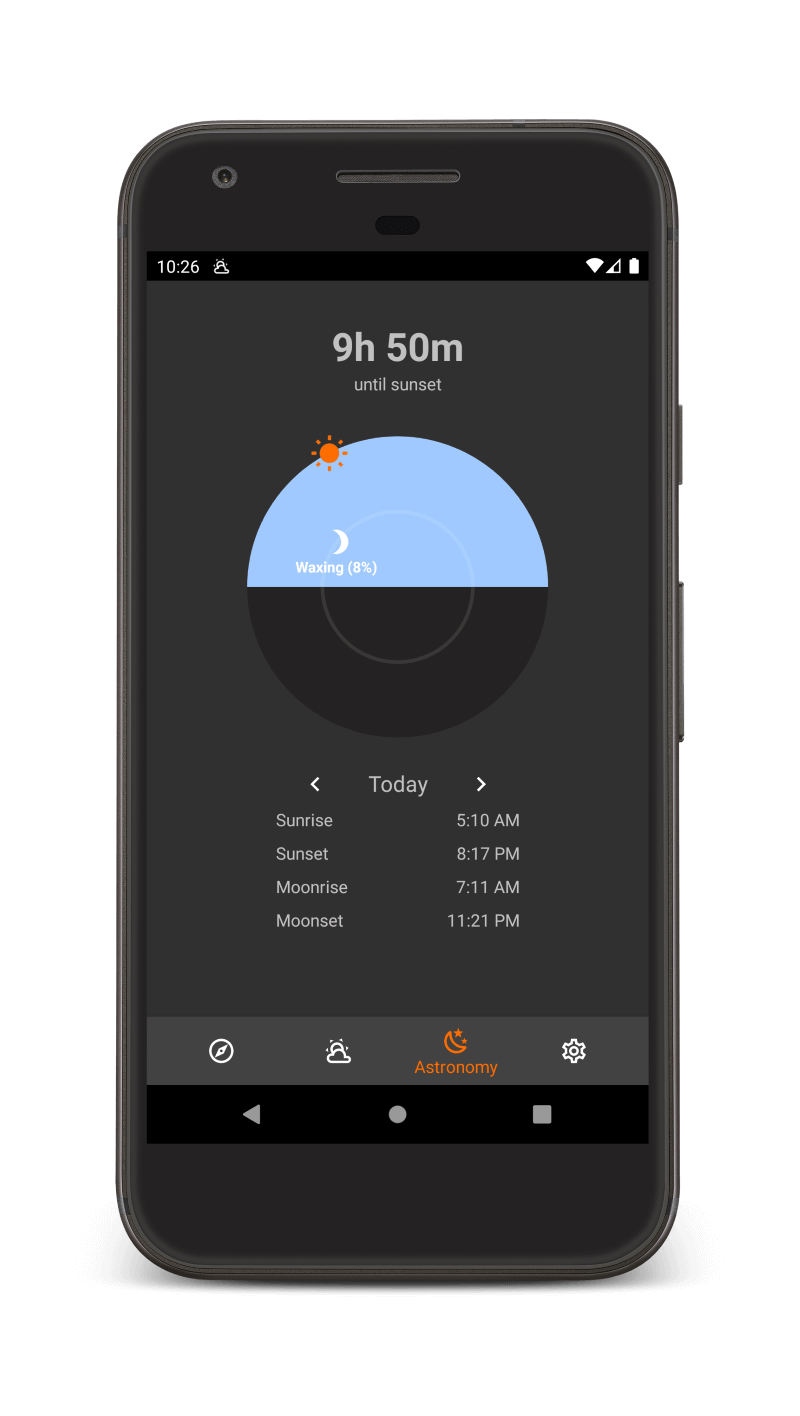 10:26
9h 50m
until sunset
Waxing (8%)
Today
Sunrise 5:10 AM
Sunset 8:17 PM
Moonrise 7:11 AM
Moonset 11:21 PM
Astronomy